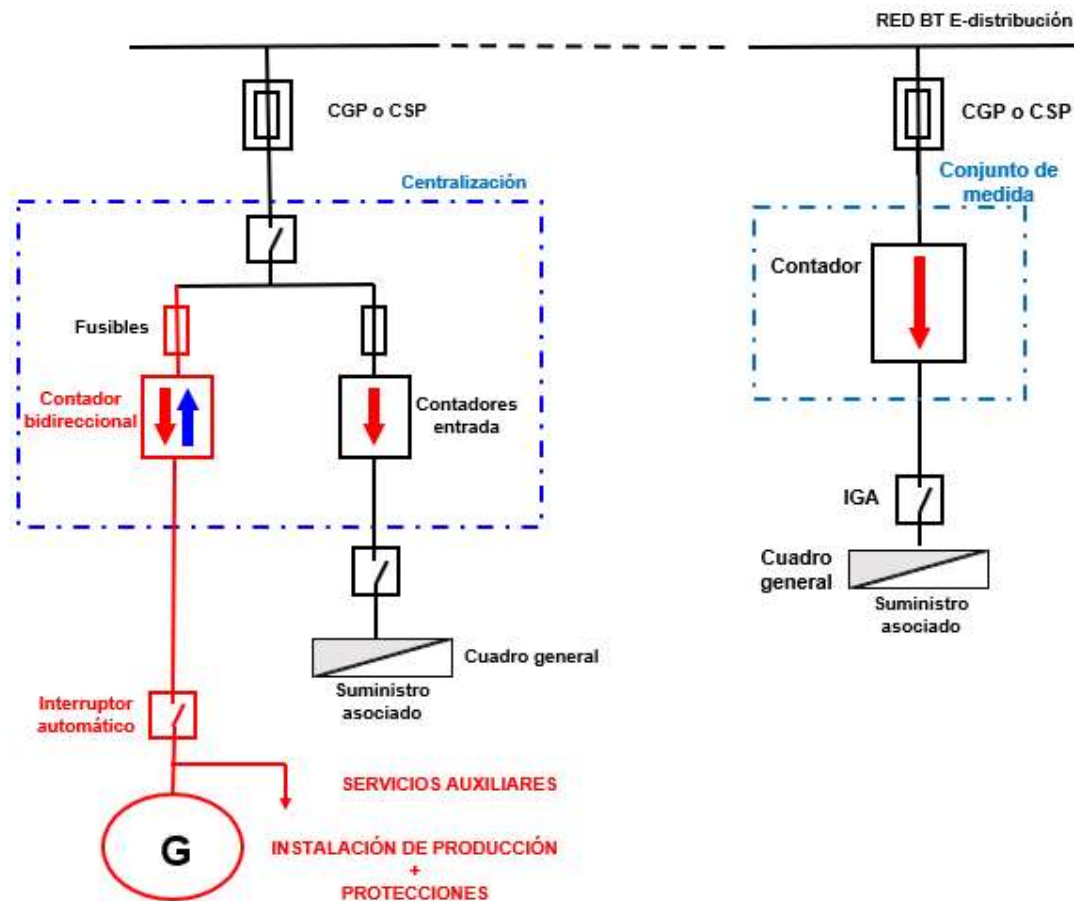 RED BT E-distribución
CGP o CSP
CGP o CSP
Centralización
Conjunto de
medida
Contador
Fusibles
Contador
bidireccional
Contadores
entrada
IGA
Cuadro
general
Suministro
asociado
Cuadro general
Suministro
asociado
Interruptor
automático
SERVICIOS AUXILIARES
G
INSTALACIÓN DE PRODUCCIÓN
+
PROTECCIONES